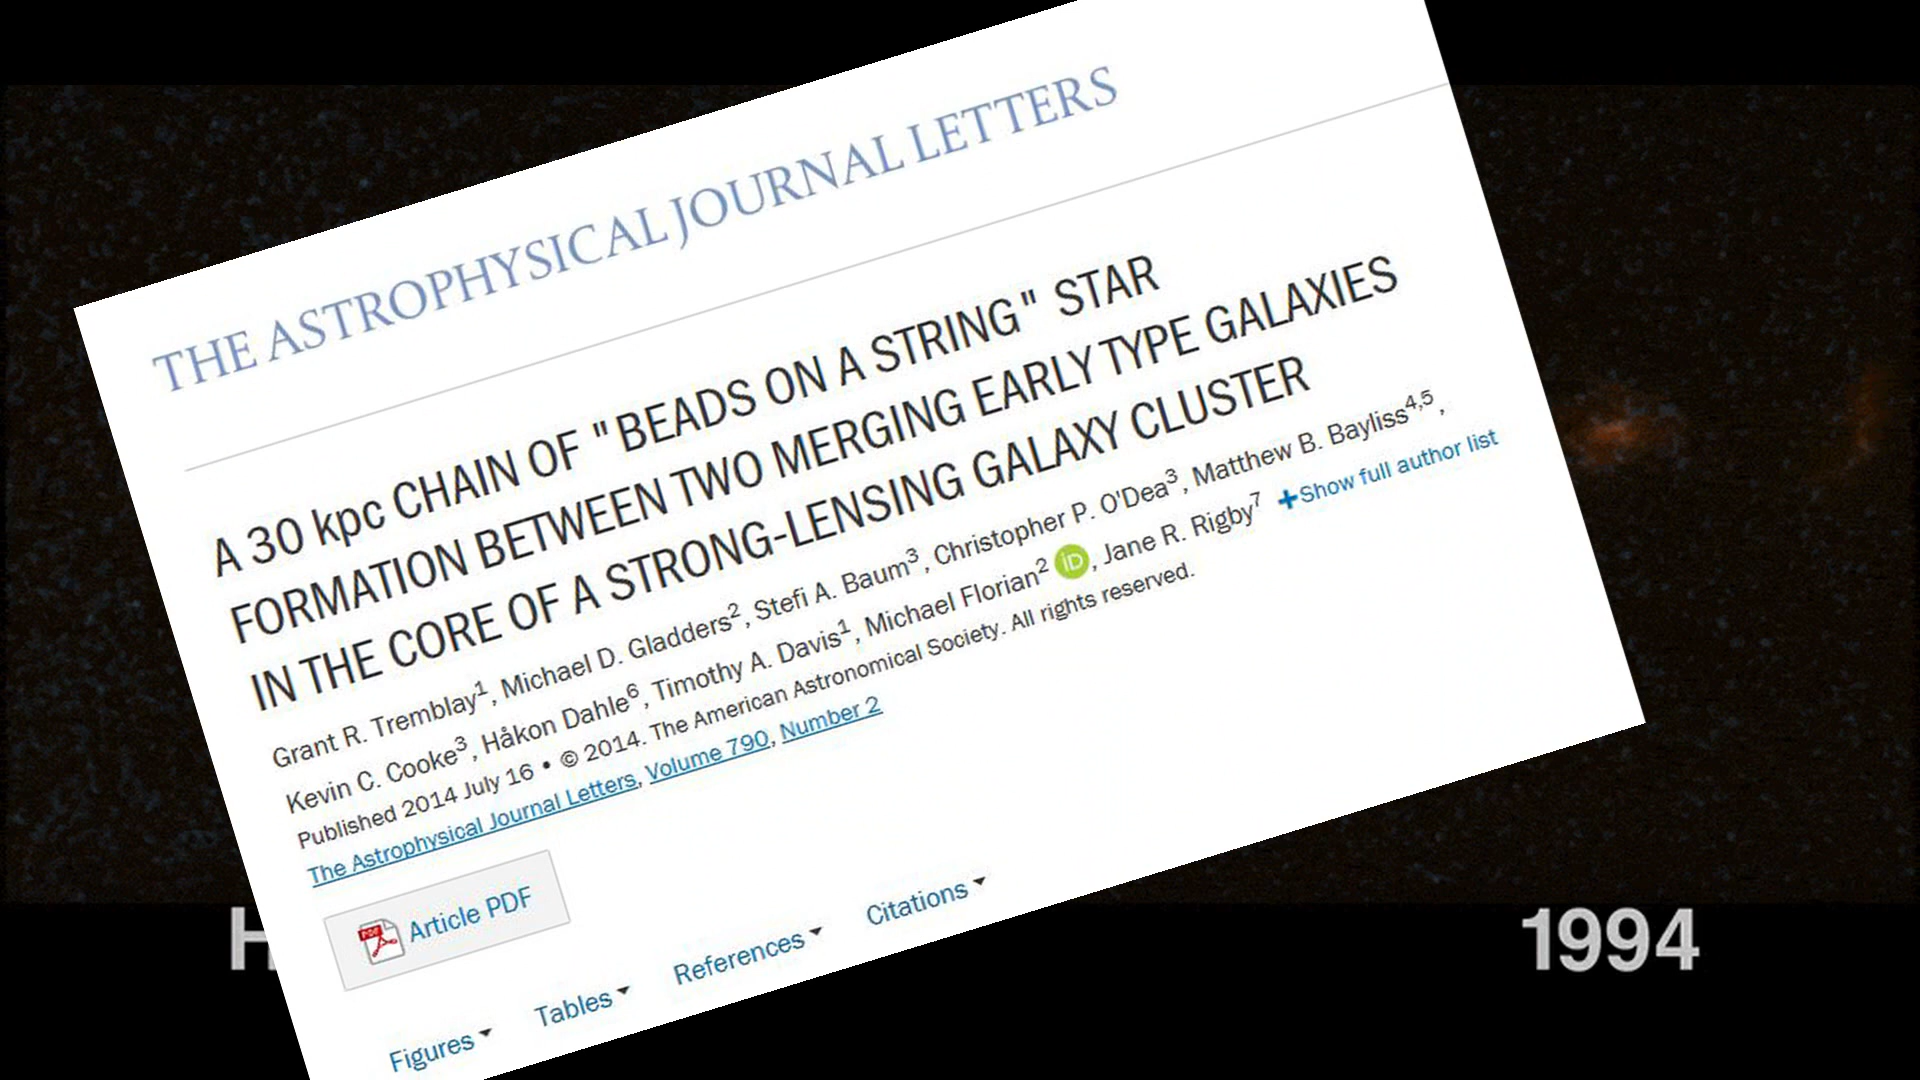 THE ASTROPHYSICAL JOURNAL LETTERS
A 30 kpc CHAIN OF "BEADS ON A STRING" STAR
FORMATION BETWEEN TWO MERGING EARLY TYPE GALAXIES
IN THE CORE OF A STRONG-LENSING GALAXY CLUSTER
Grant R. Tremblay1, Michael D. Gladders2, Stefi A. Baum3, Christopher P. O'Dea3, Matthew B. Bayliss4,5,
Kevin C. Cooke3, Håkon Dahle6, Timothy A. Davis1, Michael Florian2 iD, Jane R. Rigby7 +Show full author list
Published 2014 July 16 • © 2014. The American Astronomical Society. All rights reserved.
The Astrophysical Journal Letters, Volume 790, Number 2
PDF Article PDF
Figures Tables References Citations
1994